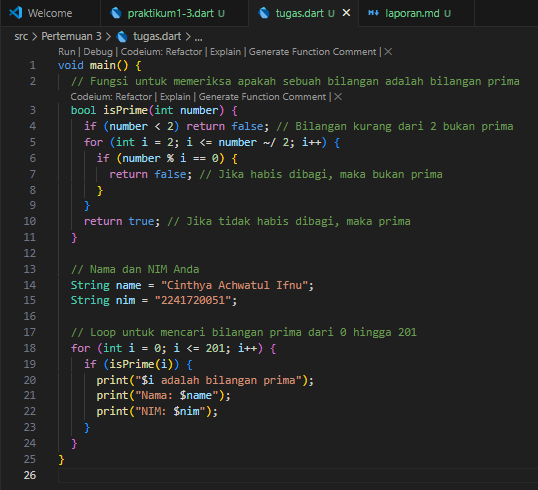 Welcome praktikum1-3.dart U tugas.dart U laporan.md U
src > Pertemuan 3 > tugas.dart > ...
Run | Debug | Codeium: Refactor | Explain | Generate Function Comment | X
1 void main() {
2 // Fungsi untuk memeriksa apakah sebuah bilangan adalah bilangan prima
Codeium: Refactor | Explain | Generate Function Comment | X
3 bool isPrime(int number) {
4 if (number < 2) return false; // Bilangan kurang dari 2 bukan prima
5 for (int i = 2; i <= number ~/ 2; i++) {
6 if (number % i == 0) {
7 return false; // Jika habis dibagi, maka bukan prima
8 }
9 }
10 return true; // Jika tidak habis dibagi, maka prima
11 }
12
13 // Nama dan NIM Anda
14 String name = "Cinthya Achwatul Ifnu";
15 String nim = "2241720051";
16
17 // Loop untuk mencari bilangan prima dari 0 hingga 201
18 for (int i = 0; i <= 201; i++) {
19 if (isPrime(i)) {
20 print("$i adalah bilangan prima");
21 print("Nama: $name");
22 print("NIM: $nim");
23 }
24 }
25 }
26